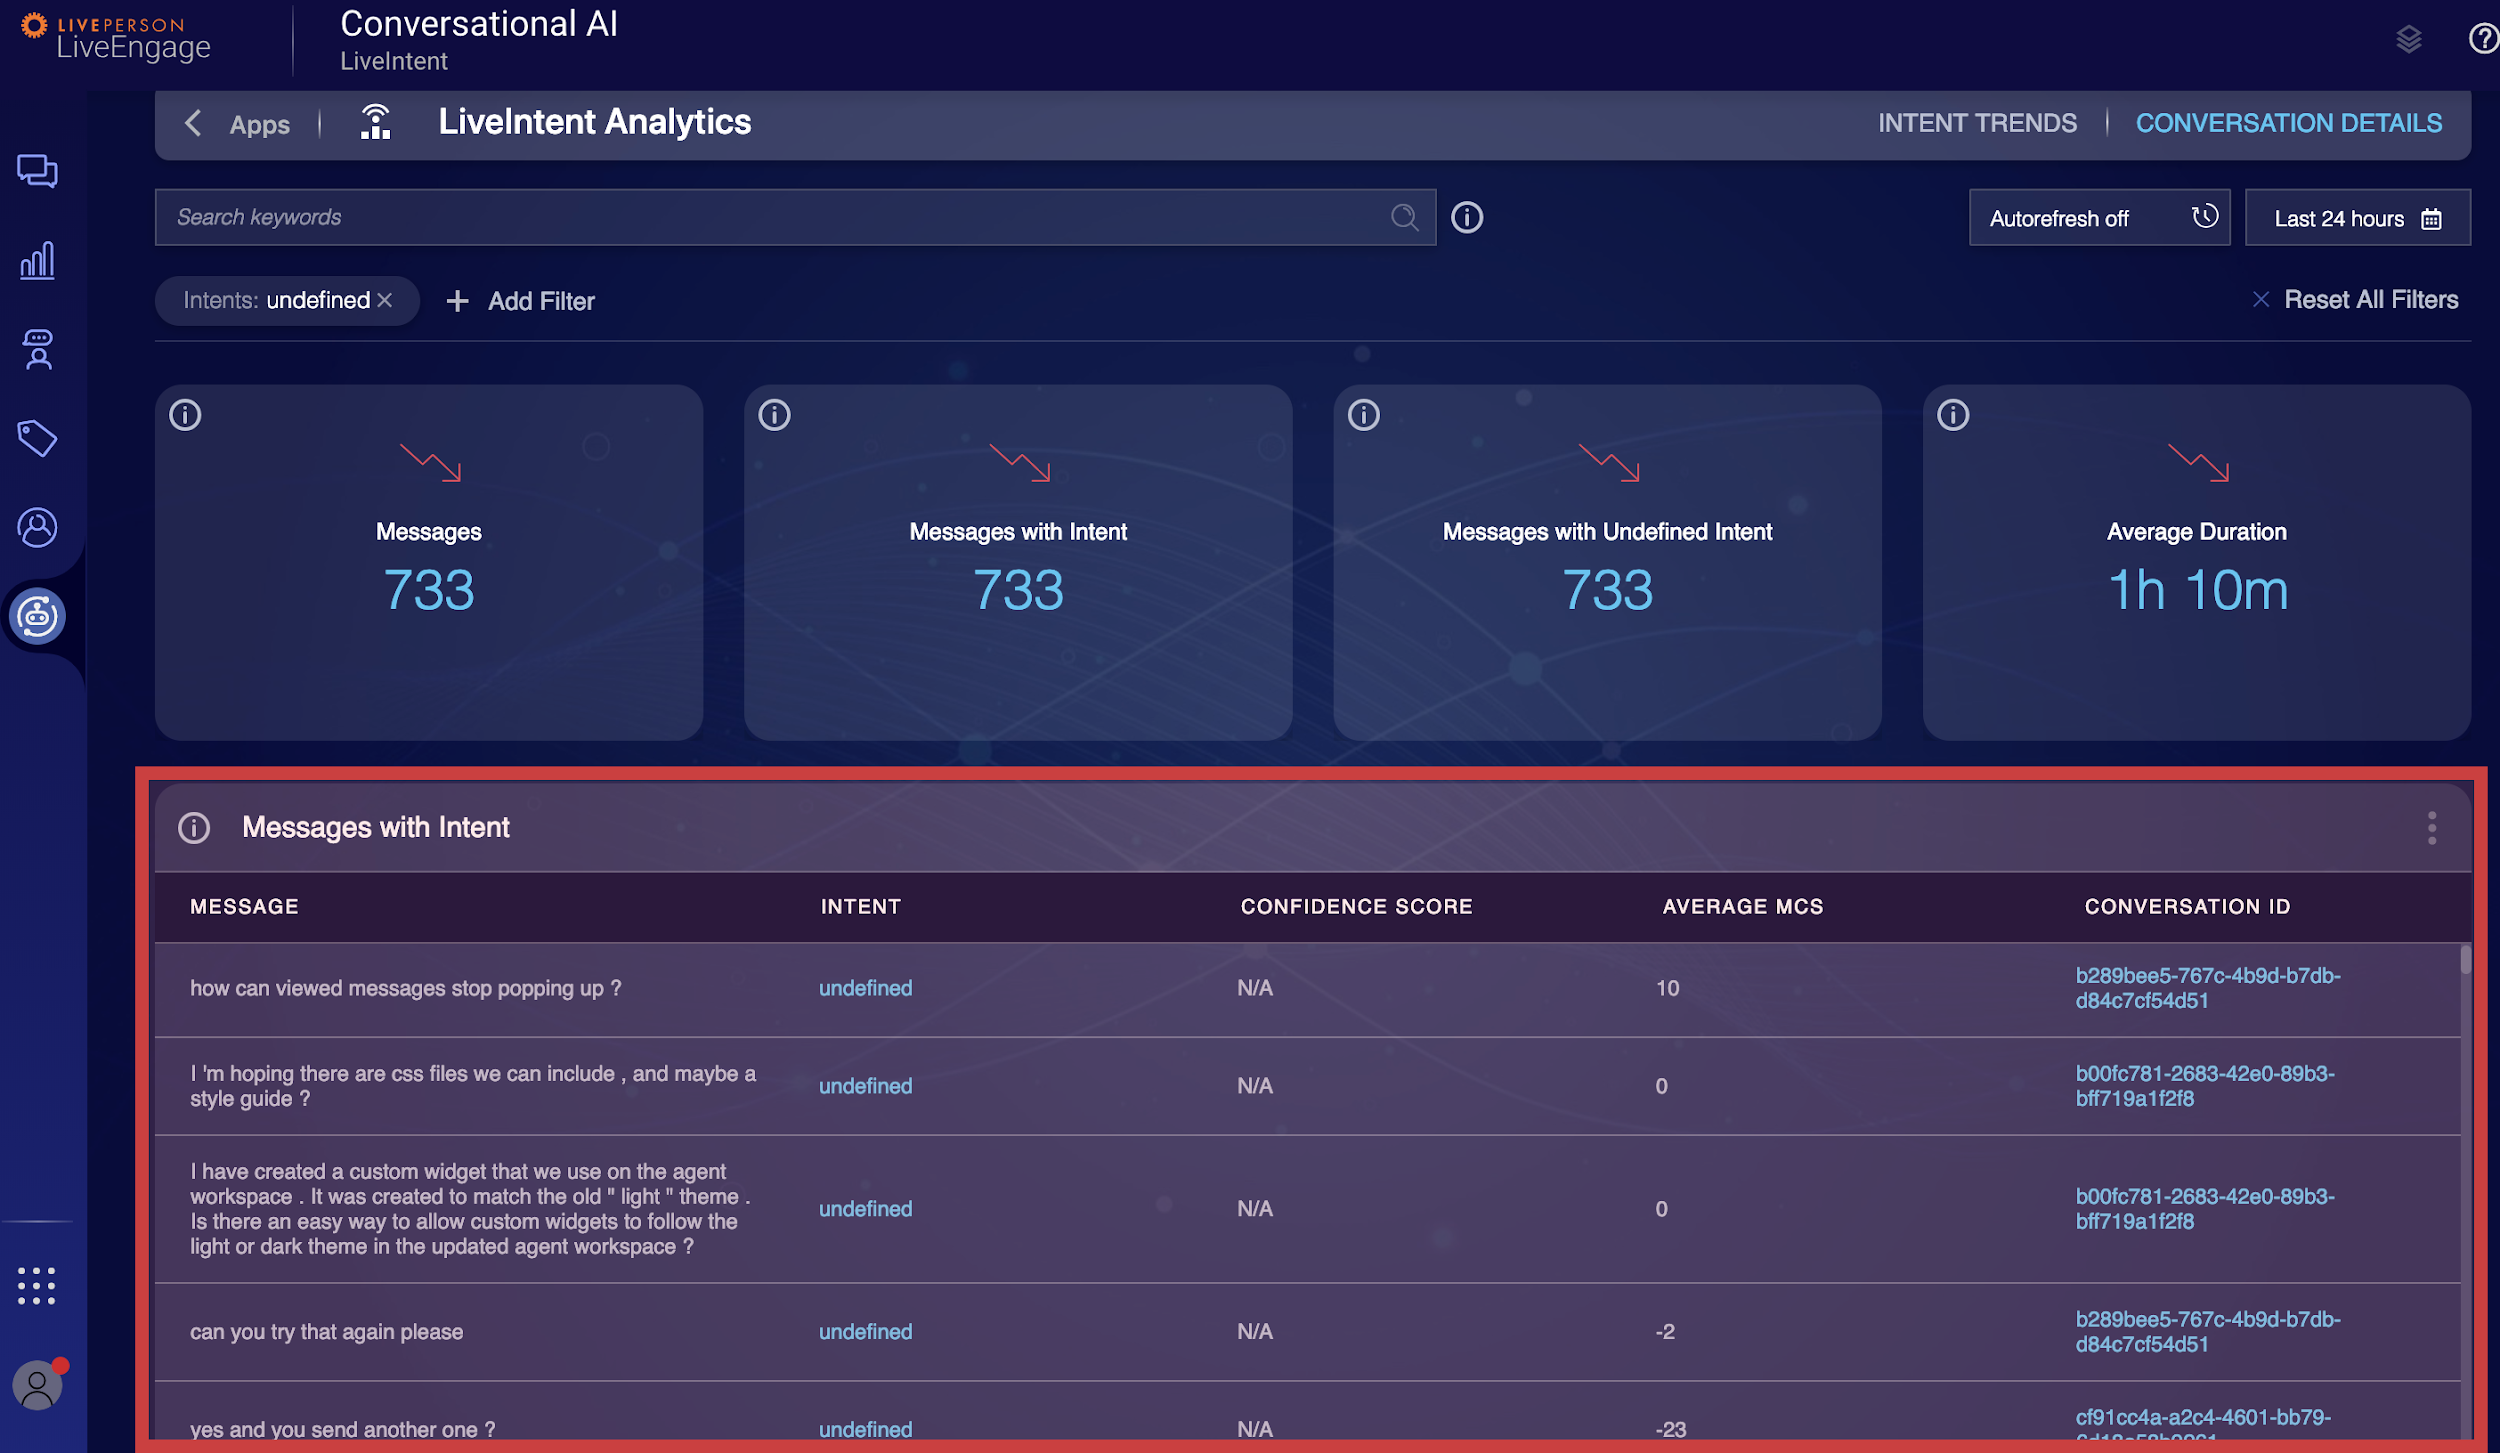 LIVEPERSON
LiveEngage
Conversational AI
LiveIntent
Apps
LiveIntent Analytics
INTENT TRENDS
CONVERSATION DETAILS
Search keywords
Autorefresh off
Last 24 hours
Intents: undefined
Add Filter
Reset All Filters
Messages
733
Messages with Intent
733
Messages with Undefined Intent
733
Average Duration
1h 10m
Messages with Intent
MESSAGE INTENT CONFIDENCE SCORE AVERAGE MCS CONVERSATION ID
how can viewed messages stop popping up ?
undefined
N/A
10
b289bee5-767c-4b9d-b7db-
d84c7cf54d51
I 'm hoping there are css files we can include , and maybe a
style guide ?
undefined
N/A
0
b00fc781-2683-42e0-89b3-
bff719a1f2f8
I have created a custom widget that we use on the agent
workspace . It was created to match the old " light " theme .
Is there an easy way to allow custom widgets to follow the
light or dark theme in the updated agent workspace ?
undefined
N/A
0
b00fc781-2683-42e0-89b3-
bff719a1f2f8
can you try that again please
undefined
N/A
-2
b289bee5-767c-4b9d-b7db-
d84c7cf54d51
yes and you send another one ?
undefined
N/A
-23
cf91cc4a-a2c4-4601-bb79-